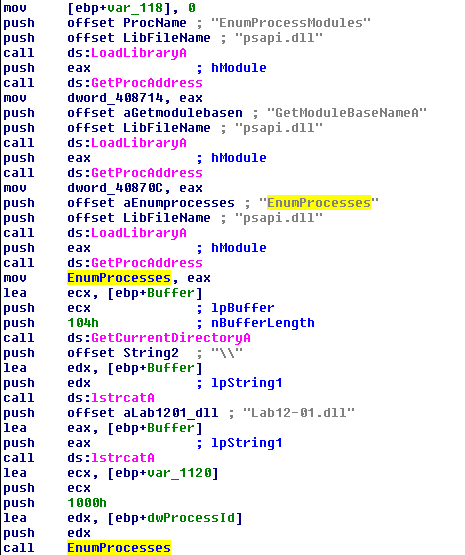 mov [ebp+var_118], 0
push offset ProcName ; "EnumProcessModules"
push offset LibFileName ; "psapi.dll"
call ds:LoadLibraryA
push eax ; hModule
call ds:GetProcAddress
mov dword_408714, eax
push offset aGetmodulebasen ; "GetModuleBaseNameA"
push offset LibFileName ; "psapi.dll"
call ds:LoadLibraryA
push eax ; hModule
call ds:GetProcAddress
mov dword_40870C, eax
push offset aEnumprocesses ; "EnumProcesses"
push offset LibFileName ; "psapi.dll"
call ds:LoadLibraryA
push eax ; hModule
call ds:GetProcAddress
mov EnumProcesses, eax
lea ecx, [ebp+Buffer]
push ecx ; lpBuffer
push 104h ; nBufferLength
call ds:GetCurrentDirectoryA
push offset String2 ; "\\"
lea edx, [ebp+Buffer]
push edx ; lpString1
call ds:lstrcatA
push offset aLab1201_dll ; "Lab12-01.dll"
lea eax, [ebp+Buffer]
push eax ; lpString1
call ds:lstrcatA
lea ecx, [ebp+var_1120]
push ecx
push 1000h
lea edx, [ebp+dwProcessId]
push edx
call EnumProcesses